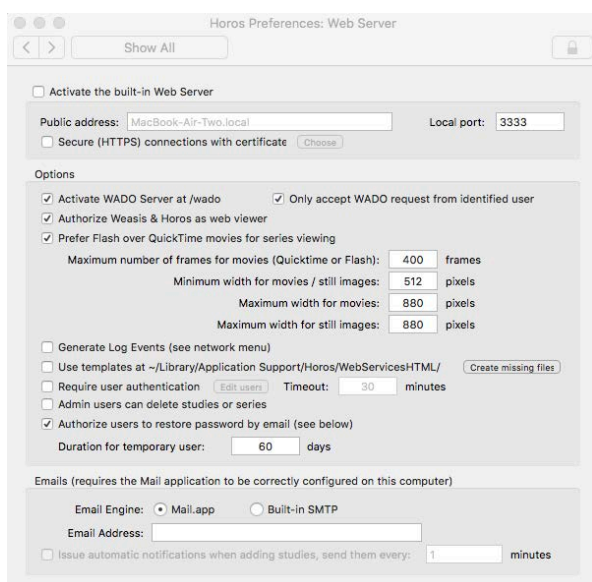 Horos Preferences: Web Server
Show All
Activate the built-in Web Server
Public address: MacBook-Air-Two.local Local port: 3333
Secure (HTTPS) connections with certificate Choose
Options
Activate WADO Server at /wado Only accept WADO request from identified user
Authorize Weasis & Horos as web viewer
Prefer Flash over QuickTime movies for series viewing
Maximum number of frames for movies (Quicktime or Flash): 400 frames
Minimum width for movies / still images: 512 pixels
Maximum width for movies: 880 pixels
Maximum width for still images: 880 pixels
Generate Log Events (see network menu)
Use templates at ~/Library/Application Support/Horos/WebServicesHTML/ Create missing files
Require user authentication Edit users Timeout: 30 minutes
Admin users can delete studies or series
Authorize users to restore password by email (see below)
Duration for temporary user: 60 days
Emails (requires the Mail application to be correctly configured on this computer)
Email Engine: Mail.app Built-in SMTP
Email Address:
Issue automatic notifications when adding studies, send them every: 1 minutes